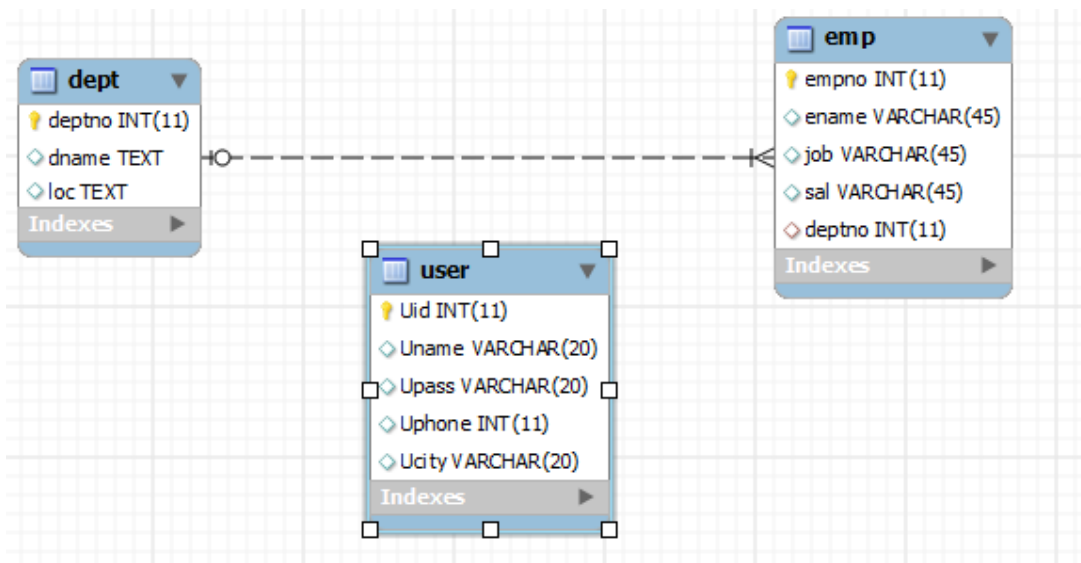 dept
deptno INT(11)
dname TEXT
loc TEXT
Indexes
emp
empno INT(11)
ename VARCHAR(45)
job VARCHAR(45)
sal VARCHAR(45)
deptno INT(11)
Indexes
user
Uid INT(11)
Uname VARCHAR(20)
Upass VARCHAR(20)
Uphone INT(11)
Ucity VARCHAR(20)
Indexes